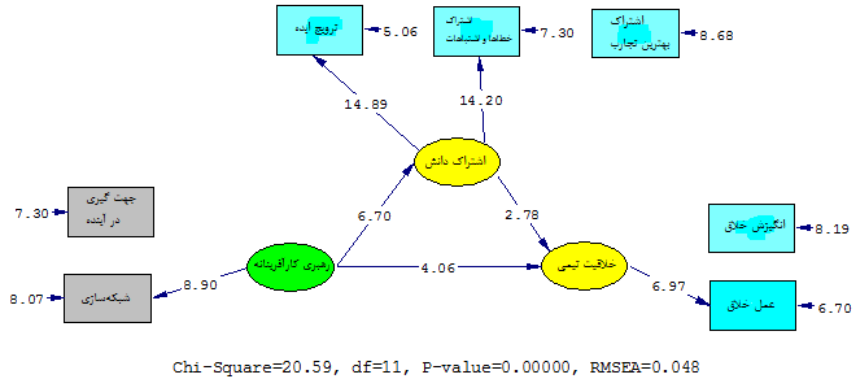 ترویج ایده
5.06
اشتراک
خطاها و اشتباهات
7.30
اشتراک
بهترین تجارب
8.68
14.89
14.20
اشتراک دانش
6.70
2.78
جهت گیری
در آینده
7.30
انگیزش خلاق
8.19
رهبری کارآفرینانه
4.06
خلاقیت تیمی
8.90
6.97
8.07
شبکه‌سازی
عمل خلاق
6.70
Chi-Square=20.59, df=11, P-value=0.00000, RMSEA=0.048